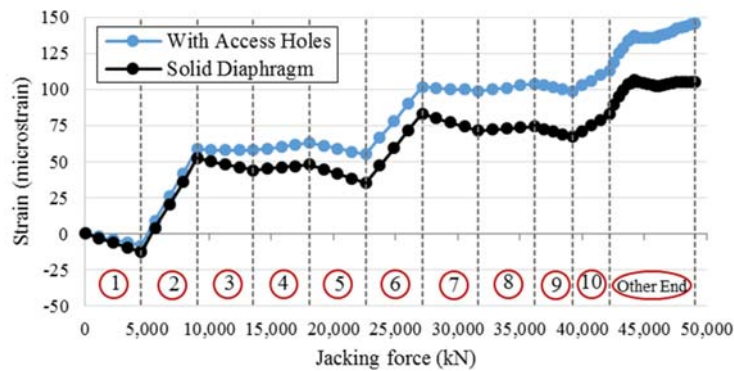 150
125
100
75
50
25
0
-25
-50
Strain (microstrain)
With Access Holes
Solid Diaphragm
1 2 3 4 5 6 7 8 9 10 Other End
0 5,000 10,000 15,000 20,000 25,000 30,000 35,000 40,000 45,000 50,000
Jacking force (kN)